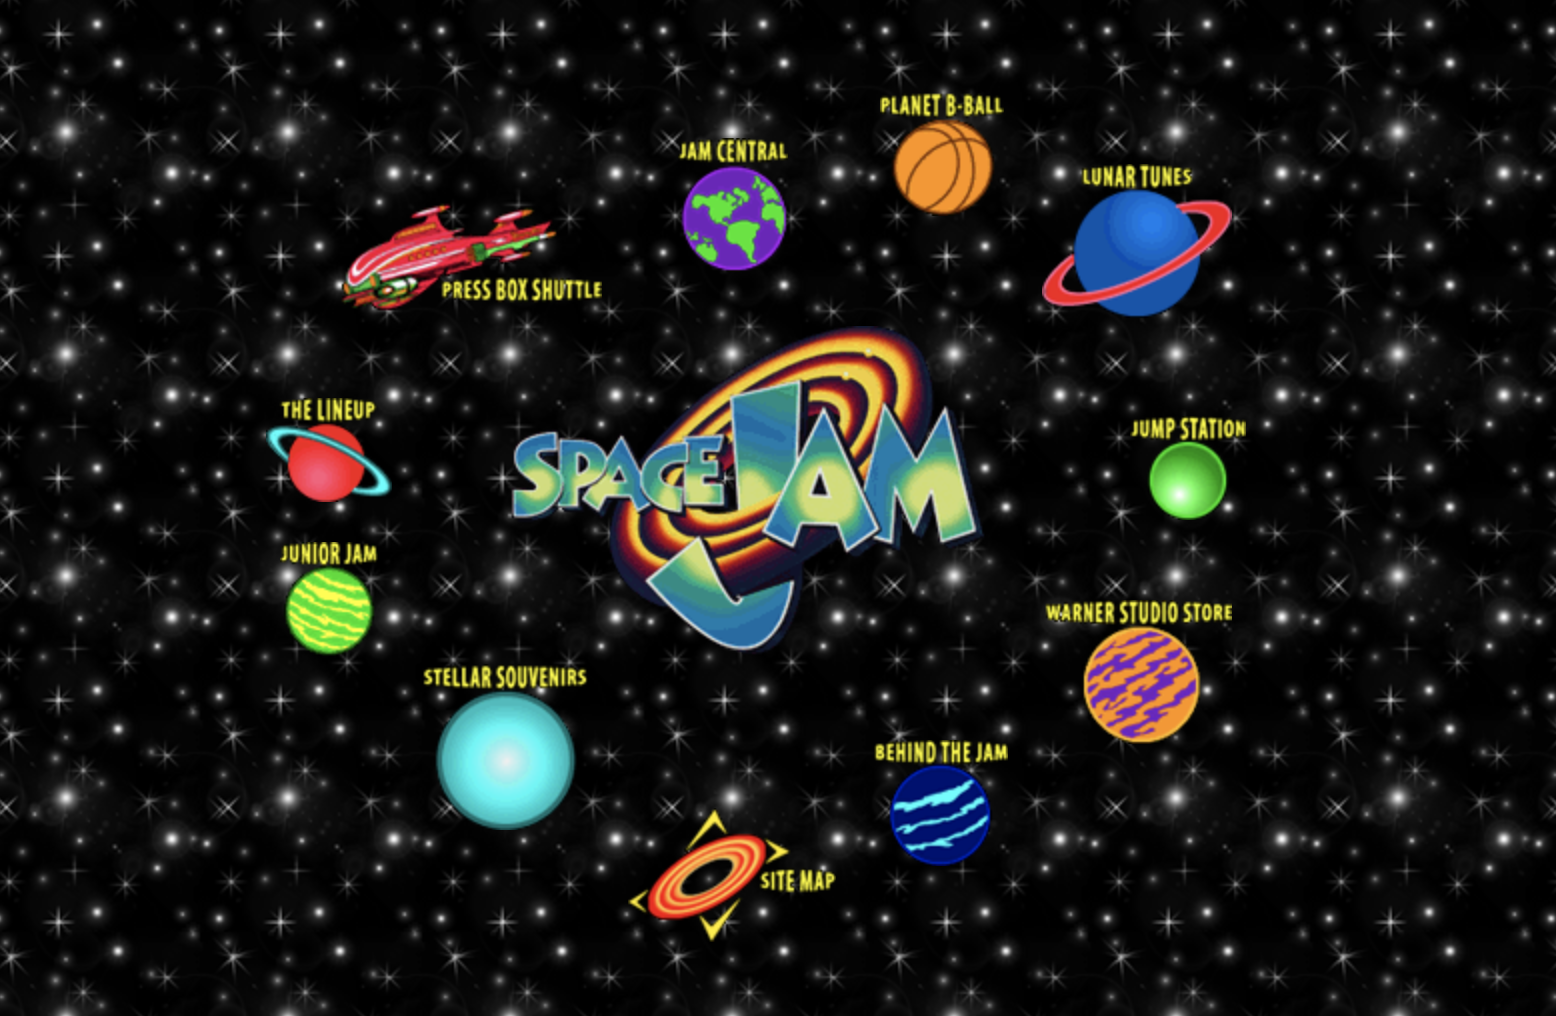 PLANET B-BALL
JAM CENTRAL
LUNAR TUNES
PRESS BOX SHUTTLE
THE LINEUP
SPACE JAM
JUMP STATION
JUNIOR JAM
WARNER STUDIO STORE
STELLAR SOUVENIRS
BEHIND THE JAM
SITE MAP